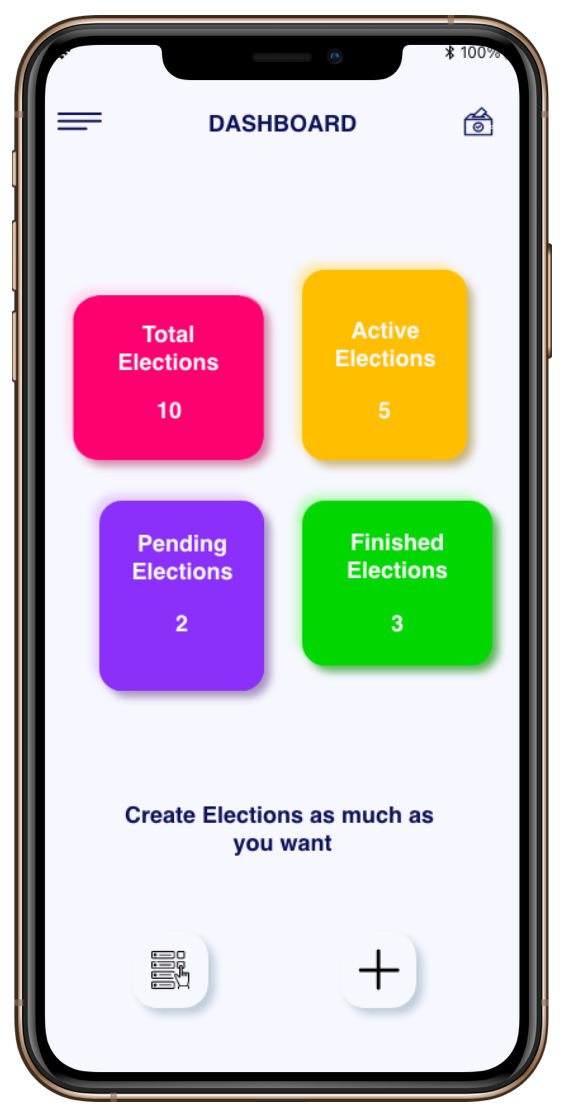 100%
DASHBOARD
Total
Elections
10
Active
Elections
5
Pending
Elections
2
Finished
Elections
3
Create Elections as much as
you want